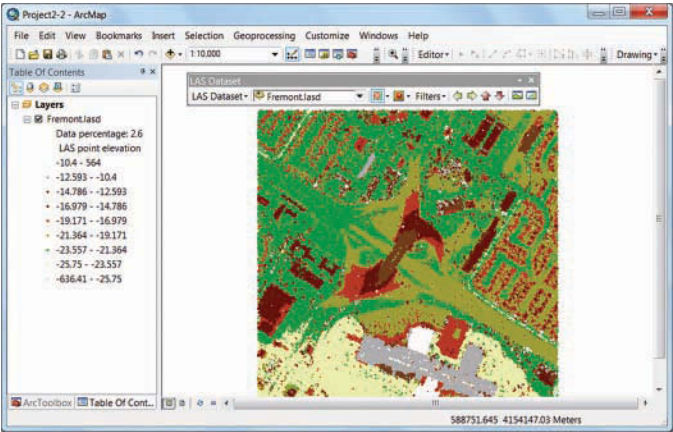 Project2-2 - ArcMap
File Edit View Bookmarks Insert Selection Geoprocessing Customize Windows Help
1:10,000 Editor Drawing
Table Of Contents
LAS Dataset
LAS Dataset Fremont.lasd Filters
Layers
Fremont.lasd
Data percentage: 2.6
LAS point elevation
-10.4 - 564
-12.593 - -10.4
-14.786 - -12.593
-16.979 - -14.786
-19.171 - -16.979
-21.364 - -19.171
-23.557 - -21.364
-25.75 - -23.557
-636.41 - -25.75
ArcToolbox Table Of Cont...
588751.645 4154147.03 Meters